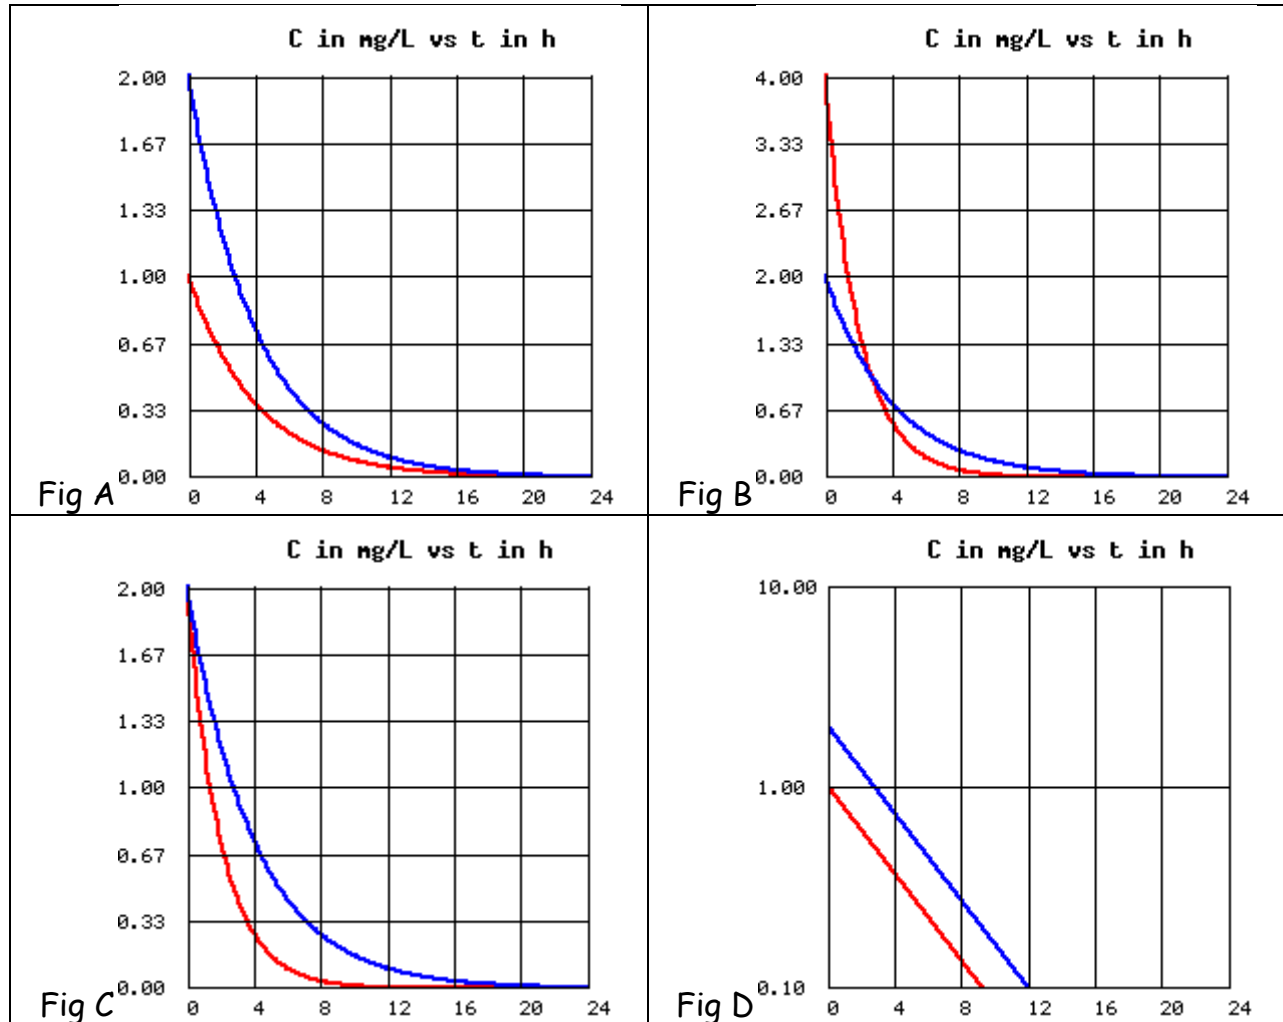 C in mg/L vs t in h
2.00
1.67
1.33
1.00
0.67
0.33
0.00
0 4 8 12 16 20 24
Fig A
C in mg/L vs t in h
4.00
3.33
2.67
2.00
1.33
0.67
0.00
0 4 8 12 16 20 24
Fig B
C in mg/L vs t in h
2.00
1.67
1.33
1.00
0.67
0.33
0.00
0 4 8 12 16 20 24
Fig C
C in mg/L vs t in h
10.00
1.00
0.10
0 4 8 12 16 20 24
Fig D